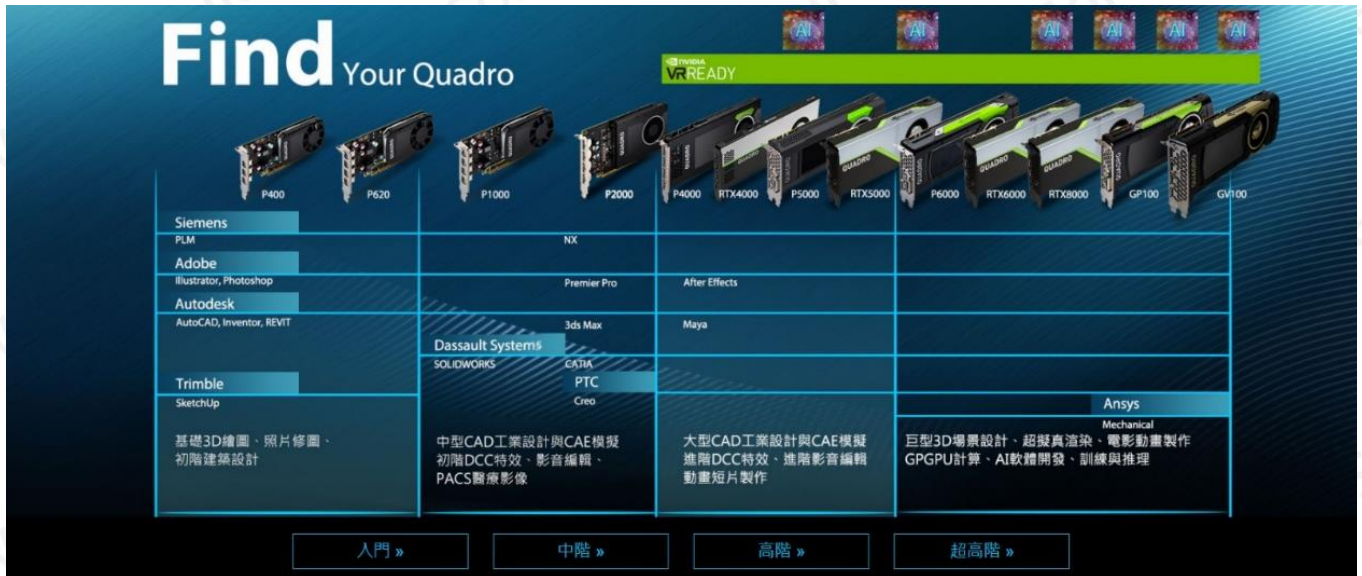 Find Your Quadro
AI AI AI AI AI AI
NVIDIA
VRREADY
P400 P620 P1000 P2000 P4000 RTX4000 P5000 RTX5000 P6000 RTX6000 RTX8000 GP100 GV100
Siemens
PLM NX
Adobe
Illustrator, Photoshop Premier Pro After Effects
Autodesk
AutoCAD, Inventor, REVIT 3ds Max Maya
Dassault Systems
SOLIDWORKS CATIA
Trimble PTC
SketchUp Creo Ansys
Mechanical
基礎3D繪圖、照片修圖、
初階建築設計
中型CAD工業設計與CAE模擬
初階DCC特效、影音編輯、
PACS醫療影像
大型CAD工業設計與CAE模擬
進階DCC特效、進階影音編輯
動畫短片製作
巨型3D場景設計、超擬真渲染、電影動畫製作
GPGPU計算、AI軟體開發、訓練與推理
入門 » 中階 » 高階 » 超高階 »